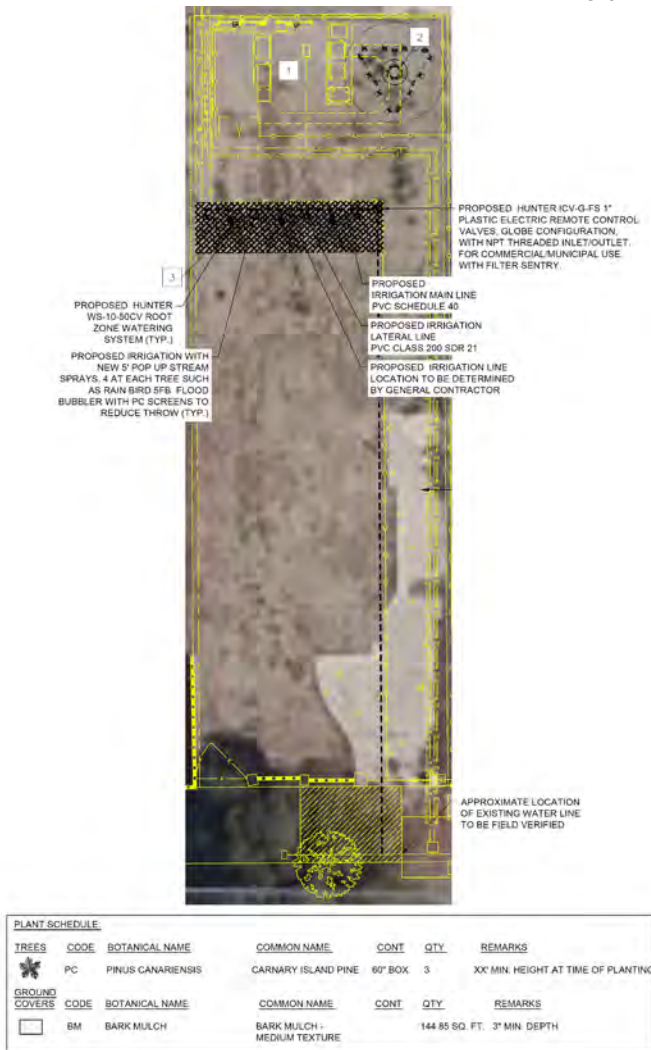 1
2
PROPOSED HUNTER ICV-G-FS 1"
PLASTIC ELECTRIC REMOTE CONTROL
VALVES, GLOBE CONFIGURATION,
WITH NPT THREADED INLET/OUTLET.
FOR COMMERCIAL/MUNICIPAL USE
WITH FILTER SENTRY.
3
PROPOSED HUNTER
WS-10-50CV ROOT
ZONE WATERING
SYSTEM (TYP.)
PROPOSED IRRIGATION WITH
NEW 5' POP UP STREAM
SPRAYS, 4 AT EACH TREE SUCH
AS RAIN BIRD 5FB FLOOD
BUBBLER WITH PC SCREENS TO
REDUCE THROW (TYP.)
PROPOSED
IRRIGATION MAIN LINE
PVC SCHEDULE 40
PROPOSED IRRIGATION
LATERAL LINE
PVC CLASS 200 SDR 21
PROPOSED IRRIGATION LINE
LOCATION TO BE DETERMINED
BY GENERAL CONTRACTOR
APPROXIMATE LOCATION
OF EXISTING WATER LINE
TO BE FIELD VERIFIED
PLANT SCHEDULE
TREES CODE BOTANICAL NAME COMMON NAME CONT QTY REMARKS
PC PINUS CANARIENSIS CARNARY ISLAND PINE 60" BOX 3 XX' MIN. HEIGHT AT TIME OF PLANTING
GROUND
COVERS CODE BOTANICAL NAME COMMON NAME CONT QTY REMARKS
BM BARK MULCH BARK MULCH - 144.85 SQ. FT. 3" MIN. DEPTH
MEDIUM TEXTURE